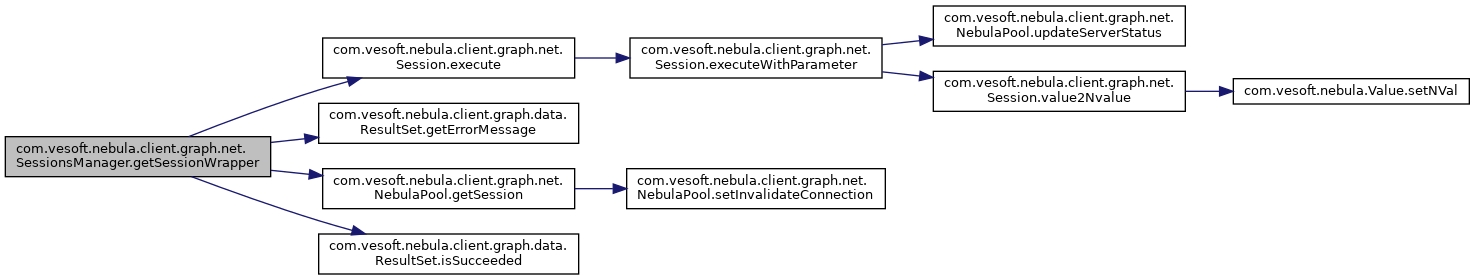 com.vesoft.nebula.client.graph.net.
SessionsManager.getSessionWrapper
com.vesoft.nebula.client.graph.net.
Session.execute
com.vesoft.nebula.client.graph.data.
ResultSet.getErrorMessage
com.vesoft.nebula.client.graph.net.
NebulaPool.getSession
com.vesoft.nebula.client.graph.data.
ResultSet.isSucceeded
com.vesoft.nebula.client.graph.net.
Session.executeWithParameter
com.vesoft.nebula.client.graph.net.
NebulaPool.setInvalidateConnection
com.vesoft.nebula.client.graph.net.
NebulaPool.updateServerStatus
com.vesoft.nebula.client.graph.net.
Session.value2Nvalue
com.vesoft.nebula.Value.setNVal